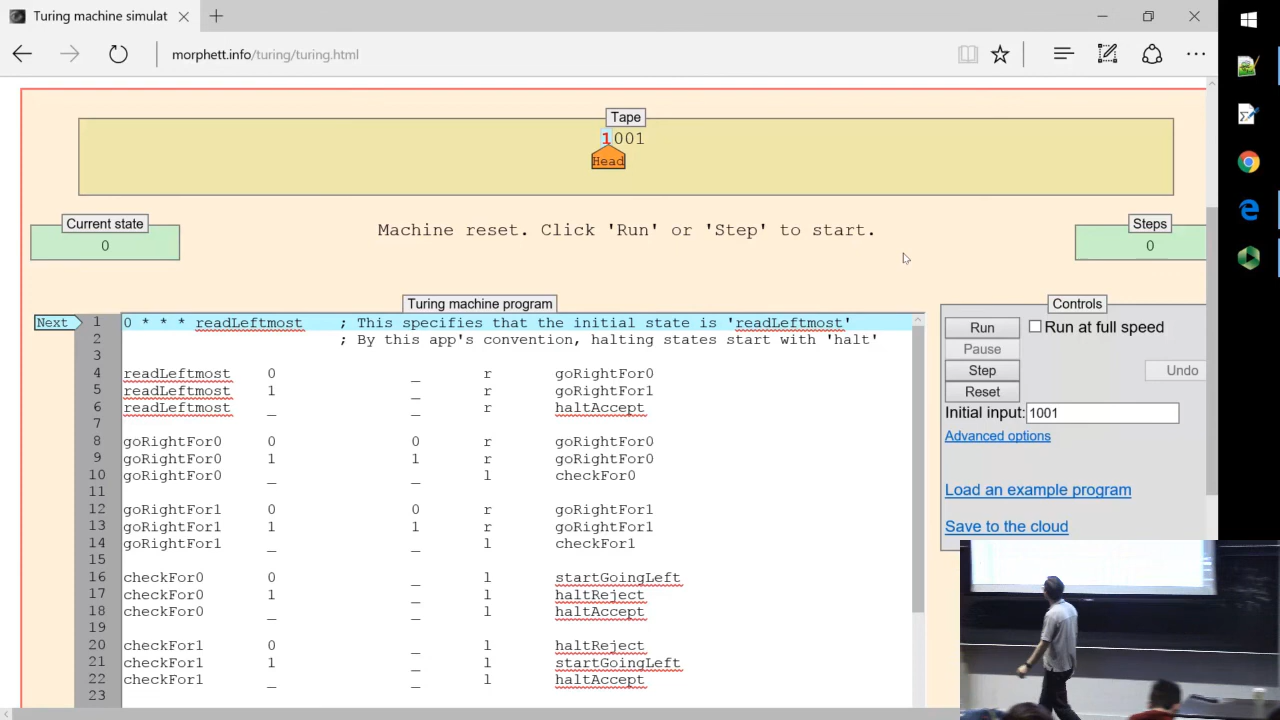 Turing machine simulat
morphett.info/turing/turing.html
Tape
1001
Head
Current state
0
Machine reset. Click 'Run' or 'Step' to start.
Steps
0
Turing machine program
Next
1 0 * * * readLeftmost ; This specifies that the initial state is 'readLeftmost'
2 ; By this app's convention, halting states start with 'halt'
3
4 readLeftmost 0 _ r goRightFor0
5 readLeftmost 1 _ r goRightFor1
6 readLeftmost _ _ r haltAccept
7
8 goRightFor0 0 0 r goRightFor0
9 goRightFor0 1 1 r goRightFor0
10 goRightFor0 _ _ l checkFor0
11
12 goRightFor1 0 0 r goRightFor1
13 goRightFor1 1 1 r goRightFor1
14 goRightFor1 _ _ l checkFor1
15
16 checkFor0 0 _ l startGoingLeft
17 checkFor0 1 _ l haltReject
18 checkFor0 _ _ l haltAccept
19
20 checkFor1 0 _ l haltReject
21 checkFor1 1 _ l startGoingLeft
22 checkFor1 _ _ l haltAccept
23
Controls
Run
Run at full speed
Pause
Step
Undo
Reset
Initial input: 1001
Advanced options
Load an example program
Save to the cloud